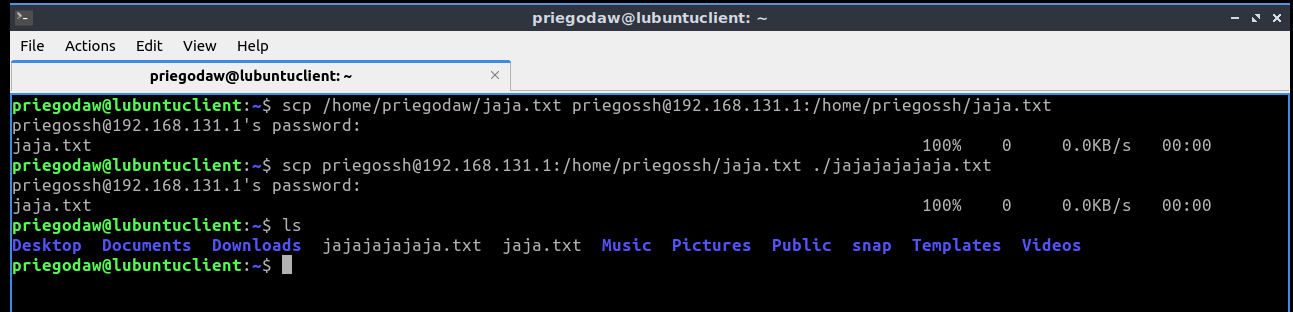 priegodaw@lubuntuclient: ~
File Actions Edit View Help
priegodaw@lubuntuclient: ~
priegodaw@lubuntuclient:~$ scp /home/priegodaw/jaja.txt priegossh@192.168.131.1:/home/priegossh/jaja.txt
priegossh@192.168.131.1's password:
jaja.txt 100% 0 0.0KB/s 00:00
priegodaw@lubuntuclient:~$ scp priegossh@192.168.131.1:/home/priegossh/jaja.txt ./jajajajajaja.txt
priegossh@192.168.131.1's password:
jaja.txt 100% 0 0.0KB/s 00:00
priegodaw@lubuntuclient:~$ ls
Desktop Documents Downloads jajajajajaja.txt jaja.txt Music Pictures Public snap Templates Videos
priegodaw@lubuntuclient:~$